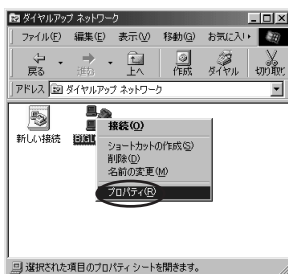 ダイヤルアップ ネットワーク
ファイル(F) 編集(E) 表示(V) 移動(G) お気に入り
戻る 進む 上へ 作成 ダイヤル 切り取り
アドレス ダイヤルアップ ネットワーク
新しい接続
接続(O)
ショートカットの作成(S)
削除(D)
名前の変更(M)
プロパティ(R)
選択された項目のプロパティ シートを開きます。